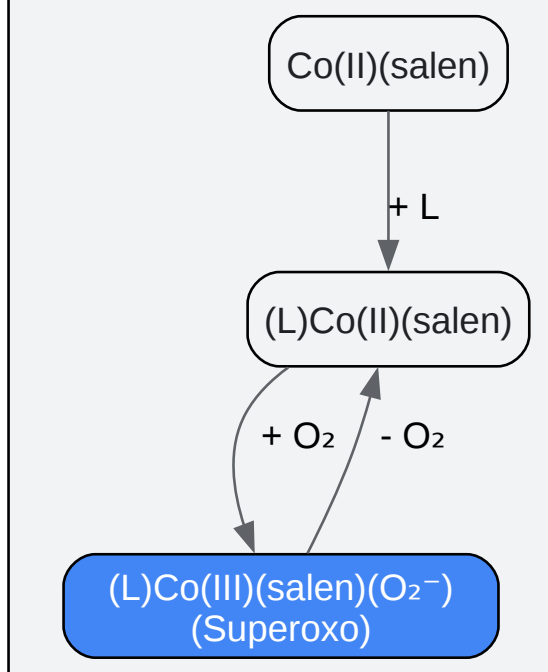 Co(II)(salen)
+ L
(L)Co(II)(salen)
+ O₂
- O₂
(L)Co(III)(salen)(O₂⁻)
(Superoxo)